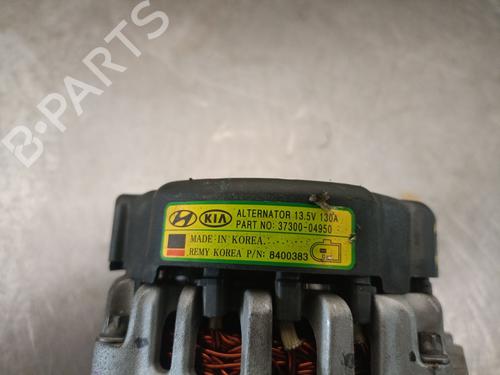 B-PARTS
KIA
ALTERNATOR 13.5V 130A
PART NO: 37300-04950
MADE IN KOREA.
REMY KOREA P/N: 8400383